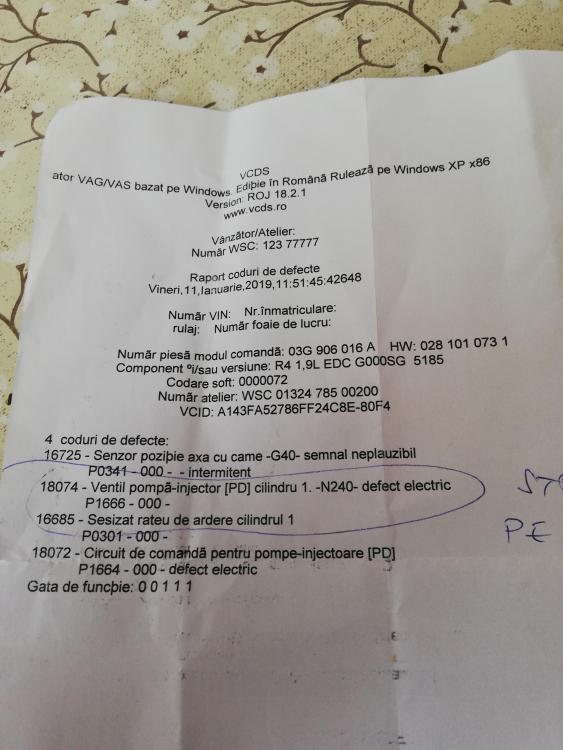 VCDS
ator VAG/VAS bazat pe Windows. Ediþie în Română Rulează pe Windows XP x86
Version: ROJ 18.2.1
www.vcds.ro
Vânzător/Atelier:
Număr WSC: 123 77777
Raport coduri de defecte
Vineri,11,Ianuarie,2019,11:51:45:42648
Număr VIN: Nr.înmatriculare:
rulaj: Număr foaie de lucru:
Număr piesă modul comandă: 03G 906 016 A HW: 028 101 073 1
Component ºi/sau versiune: R4 1,9L EDC G000SG 5185
Codare soft: 0000072
Număr atelier: WSC 01324 785 00200
VCID: A143FA52786FF24C8E-80F4
4 coduri de defecte:
16725 - Senzor poziþie axa cu came -G40- semnal neplauzibil
P0341 - 000 - - intermitent
18074 - Ventil pompă-injector [PD] cilindru 1. -N240- defect electric
P1666 - 000 -
16685 - Sesizat rateu de ardere cilindrul 1
P0301 - 000 -
18072 - Circuit de comandă pentru pompe-injectoare [PD]
P1664 - 000 - defect electric
Gata de funcþie: 0 0 1 1 1
PE